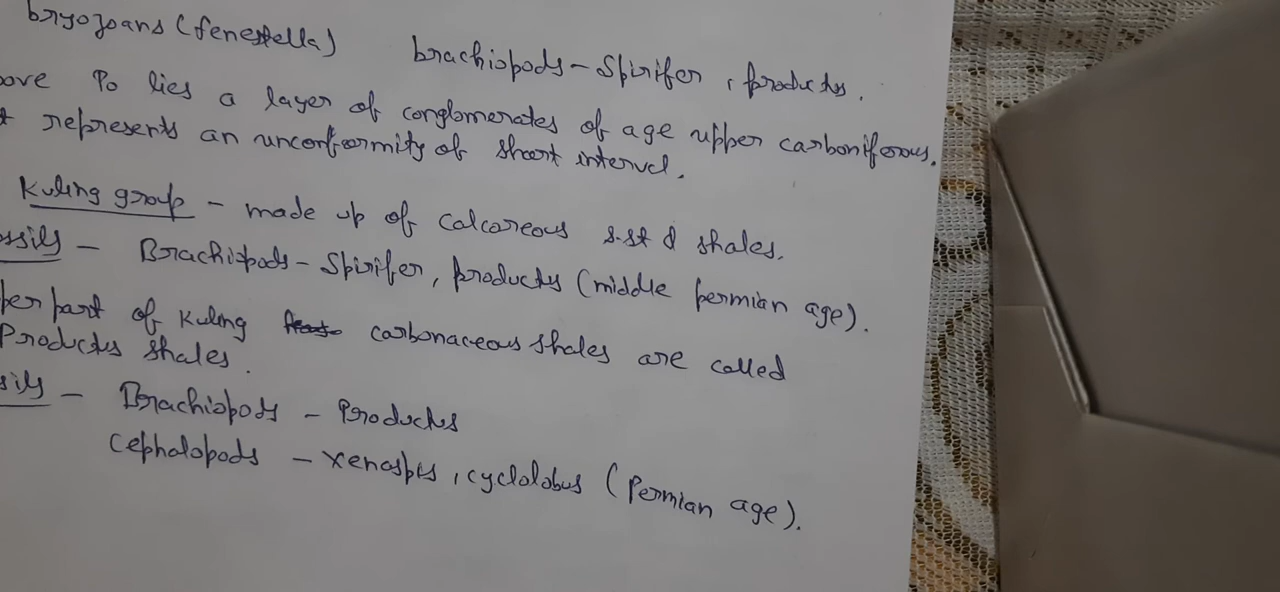 bryozoans (fenestella) brachiopods - Spirifer, productus.
ove Po lies a layer of conglomerates of age upper carboniferous.
t represents an unconformity of short interval.
Kuling group - made up of calcareous s.st & shales.
ossils - Brachiopods - Spirifer, productus (middle permian age).
per part of Kuling carbonaceous shales are called
Productus shales.
sils - Brachiopods - Productus
Cephalopods - xenaspis, cyclolobus (Permian age).